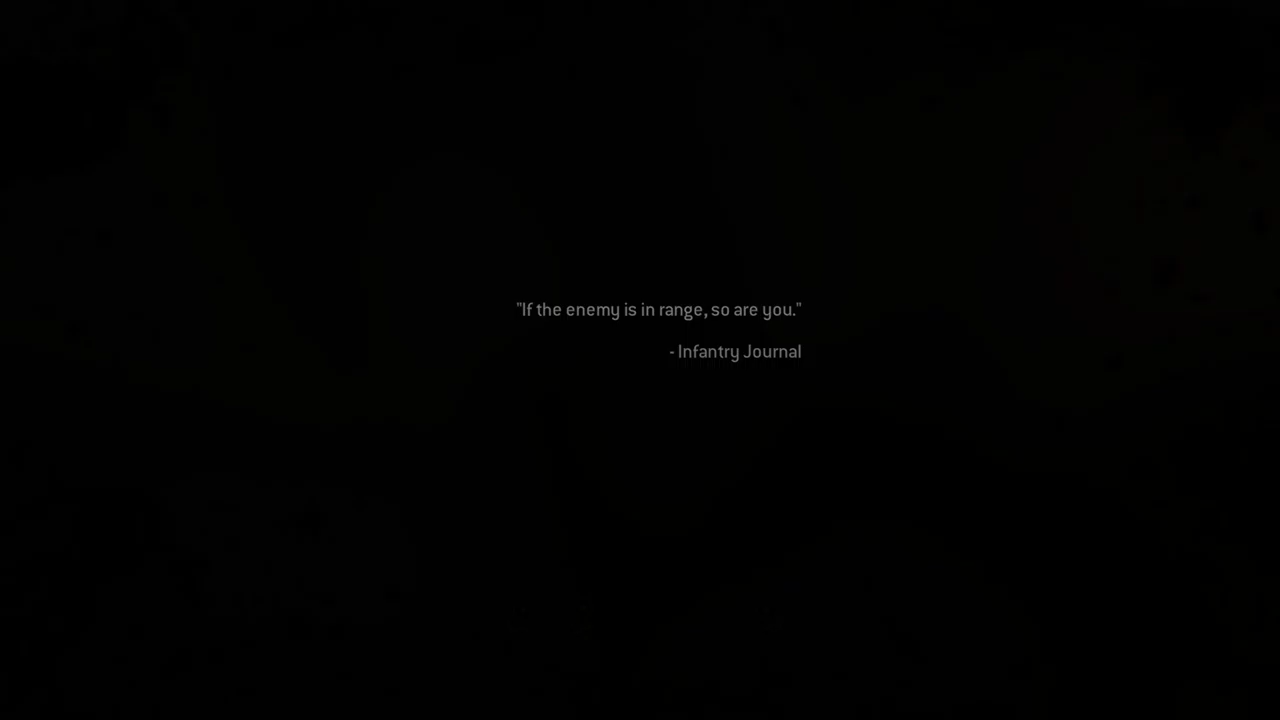 "If the enemy is in range, so are you."
- Infantry Journal